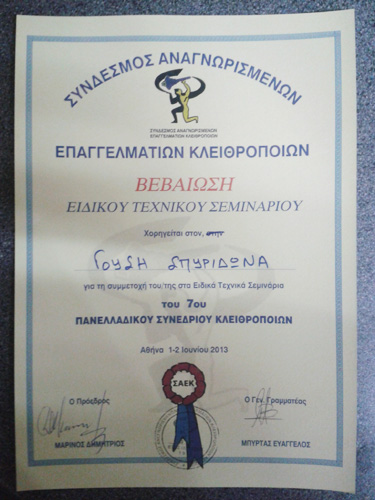 ΣΥΝΔΕΣΜΟΣ ΑΝΑΓΝΩΡΙΣΜΕΝΩΝ
ΣΥΝΔΕΣΜΟΣ ΑΝΑΓΝΩΡΙΣΜΕΝΩΝ
ΕΠΑΓΓΕΛΜΑΤΙΩΝ ΚΛΕΙΘΡΟΠΟΙΩΝ
ΕΠΑΓΓΕΛΜΑΤΙΩΝ ΚΛΕΙΘΡΟΠΟΙΩΝ
ΒΕΒΑΙΩΣΗ
ΕΙΔΙΚΟΥ ΤΕΧΝΙΚΟΥ ΣΕΜΙΝΑΡΙΟΥ
Χορηγείται στον, στην
ΓΟΥΣΗ ΣΠΥΡΙΔΩΝΑ
για τη συμμετοχή του/της στα Ειδικά Τεχνικά Σεμινάρια
του 7ου
ΠΑΝΕΛΛΑΔΙΚΟΥ ΣΥΝΕΔΡΙΟΥ ΚΛΕΙΘΡΟΠΟΙΩΝ
Αθήνα 1-2 Ιουνίου 2013
ΣΑΕΚ
Ο Πρόεδρος
Ο Γεν. Γραμματέας
ΜΑΡΙΝΟΣ ΔΗΜΗΤΡΙΟΣ
ΜΠΥΡΤΑΣ ΕΥΑΓΓΕΛΟΣ